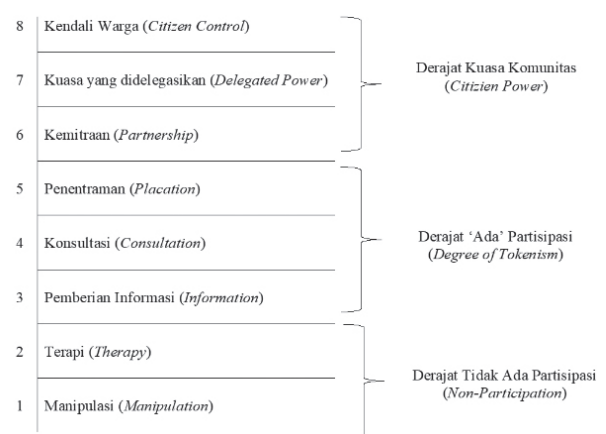 8 Kendali Warga (Citizen Control)
7 Kuasa yang didelegasikan (Delegated Power)
6 Kemitraan (Partnership)
Derajat Kuasa Komunitas
(Citizien Power)
5 Penentraman (Placation)
4 Konsultasi (Consultation)
3 Pemberian Informasi (Information)
Derajat ‘Ada’ Partisipasi
(Degree of Tokenism)
2 Terapi (Therapy)
1 Manipulasi (Manipulation)
Derajat Tidak Ada Partisipasi
(Non-Participation)